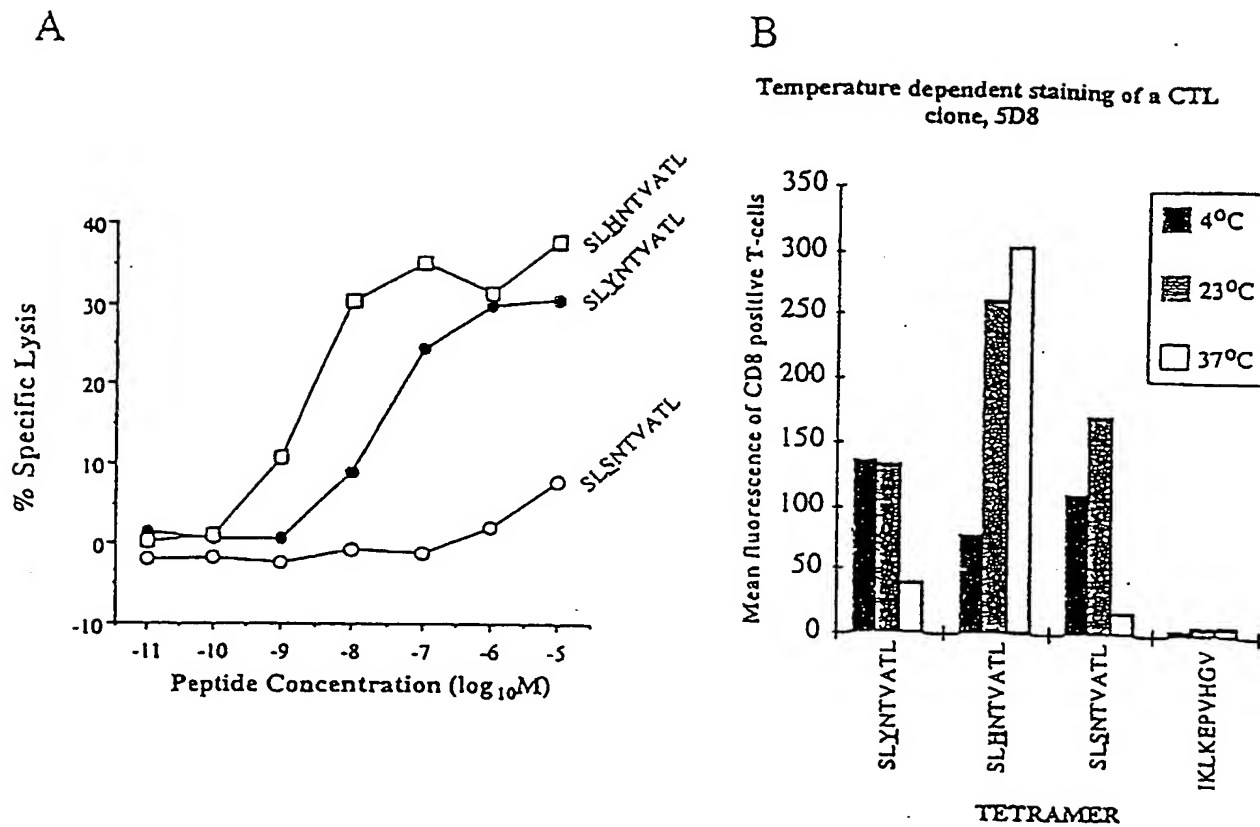 A
B
Temperature dependent staining of a CTL
clone, 5D8
% Specific Lysis
40
30
20
10
0
-10
-11 -10 -9 -8 -7 -6 -5
Peptide Concentration (log10M)
SLHNTVATL
SLYNTVATL
SLSNTVATL
Mean fluorescence of CD8 positive T-cells
350
300
250
200
150
100
50
0
4°C
23°C
37°C
SLYNTVATL
SLHNTVATL
SLSNTVATL
IKLKEPVHGV
TETRAMER